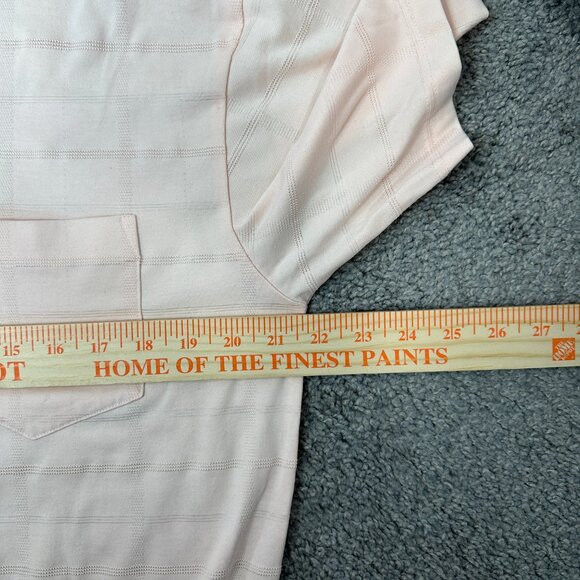 15 16 17 18 19 20 21 22 23 24 25 26 27
OT HOME OF THE FINEST PAINTS